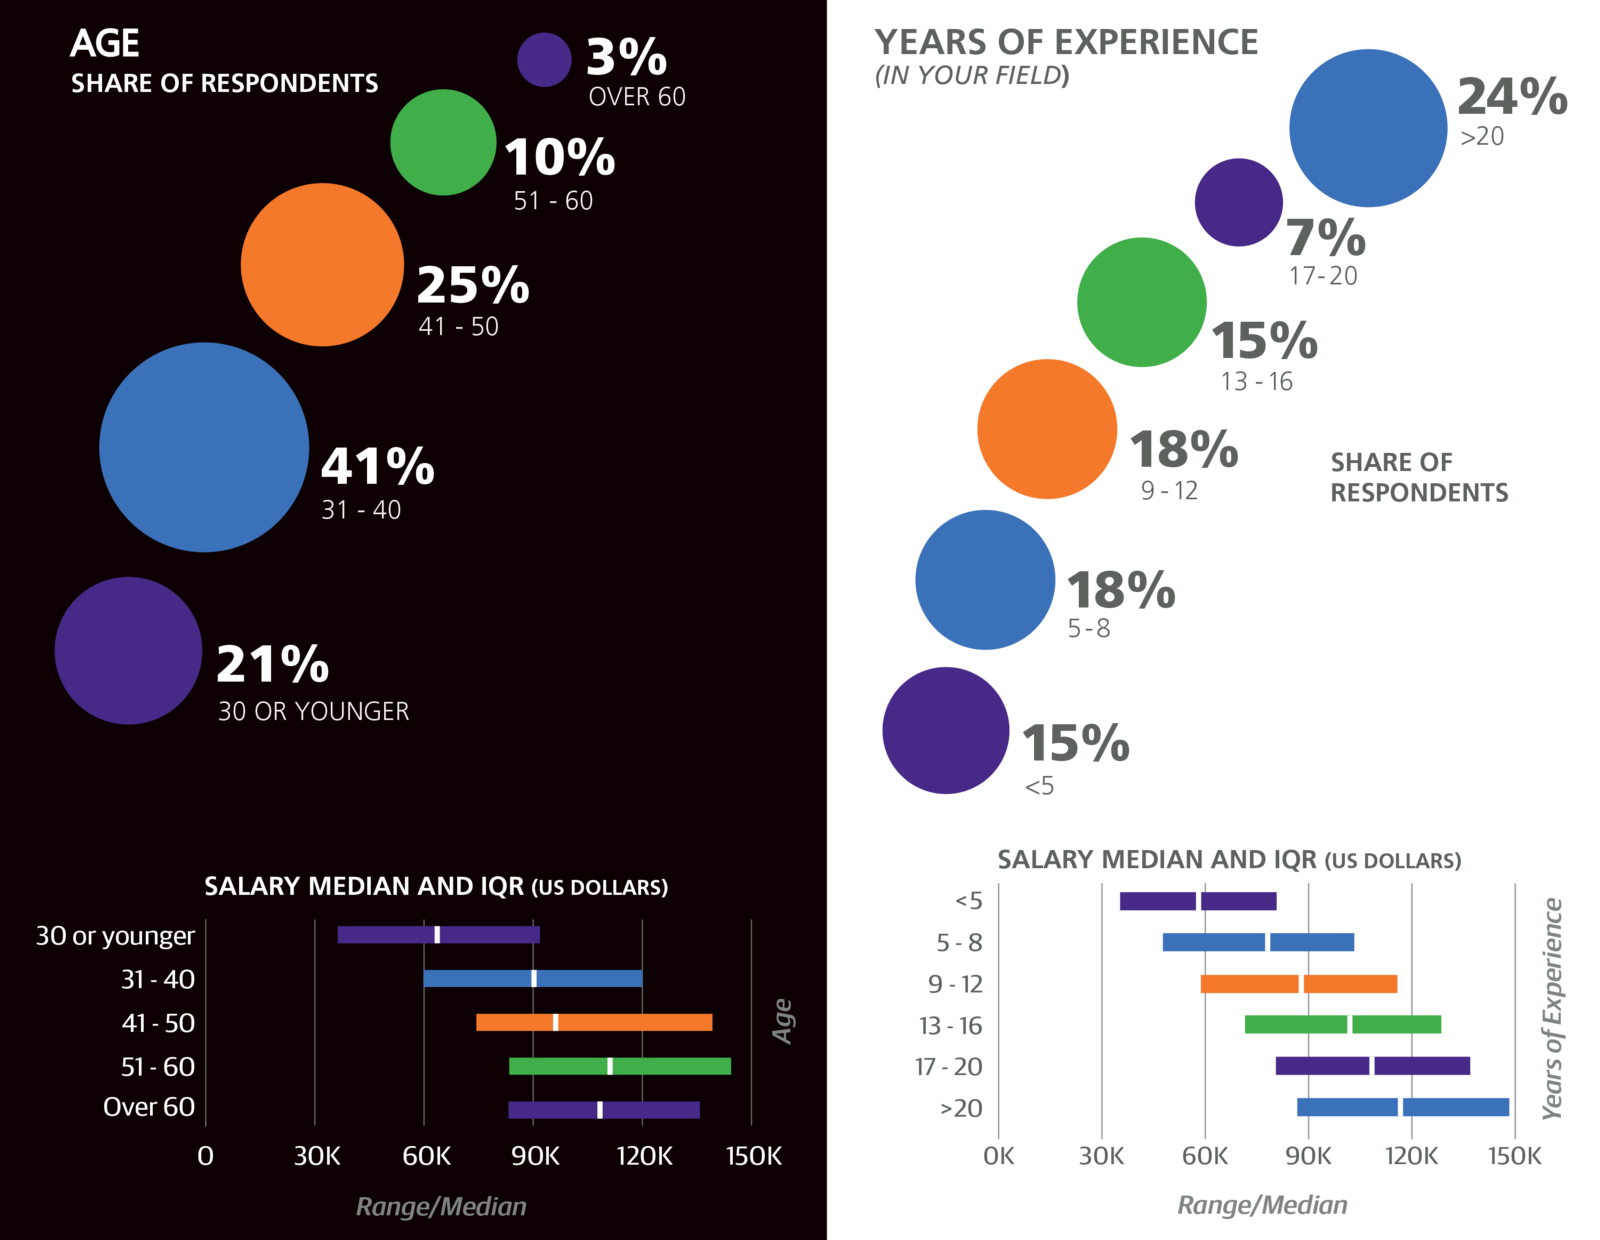 AGE
SHARE OF RESPONDENTS
3%
OVER 60
10%
51 - 60
25%
41 - 50
41%
31 - 40
21%
30 OR YOUNGER
SALARY MEDIAN AND IQR (US DOLLARS)
30 or younger
31 - 40
41 - 50
51 - 60
Over 60
0 30K 60K 90K 120K 150K
Range/Median
Age
YEARS OF EXPERIENCE
(IN YOUR FIELD)
24%
>20
7%
17-20
15%
13 - 16
18%
9 - 12
SHARE OF
RESPONDENTS
18%
5-8
15%
<5
SALARY MEDIAN AND IQR (US DOLLARS)
<5
5 - 8
9 - 12
13 - 16
17 - 20
>20
0K 30K 60K 90K 120K 150K
Range/Median
Years of Experience